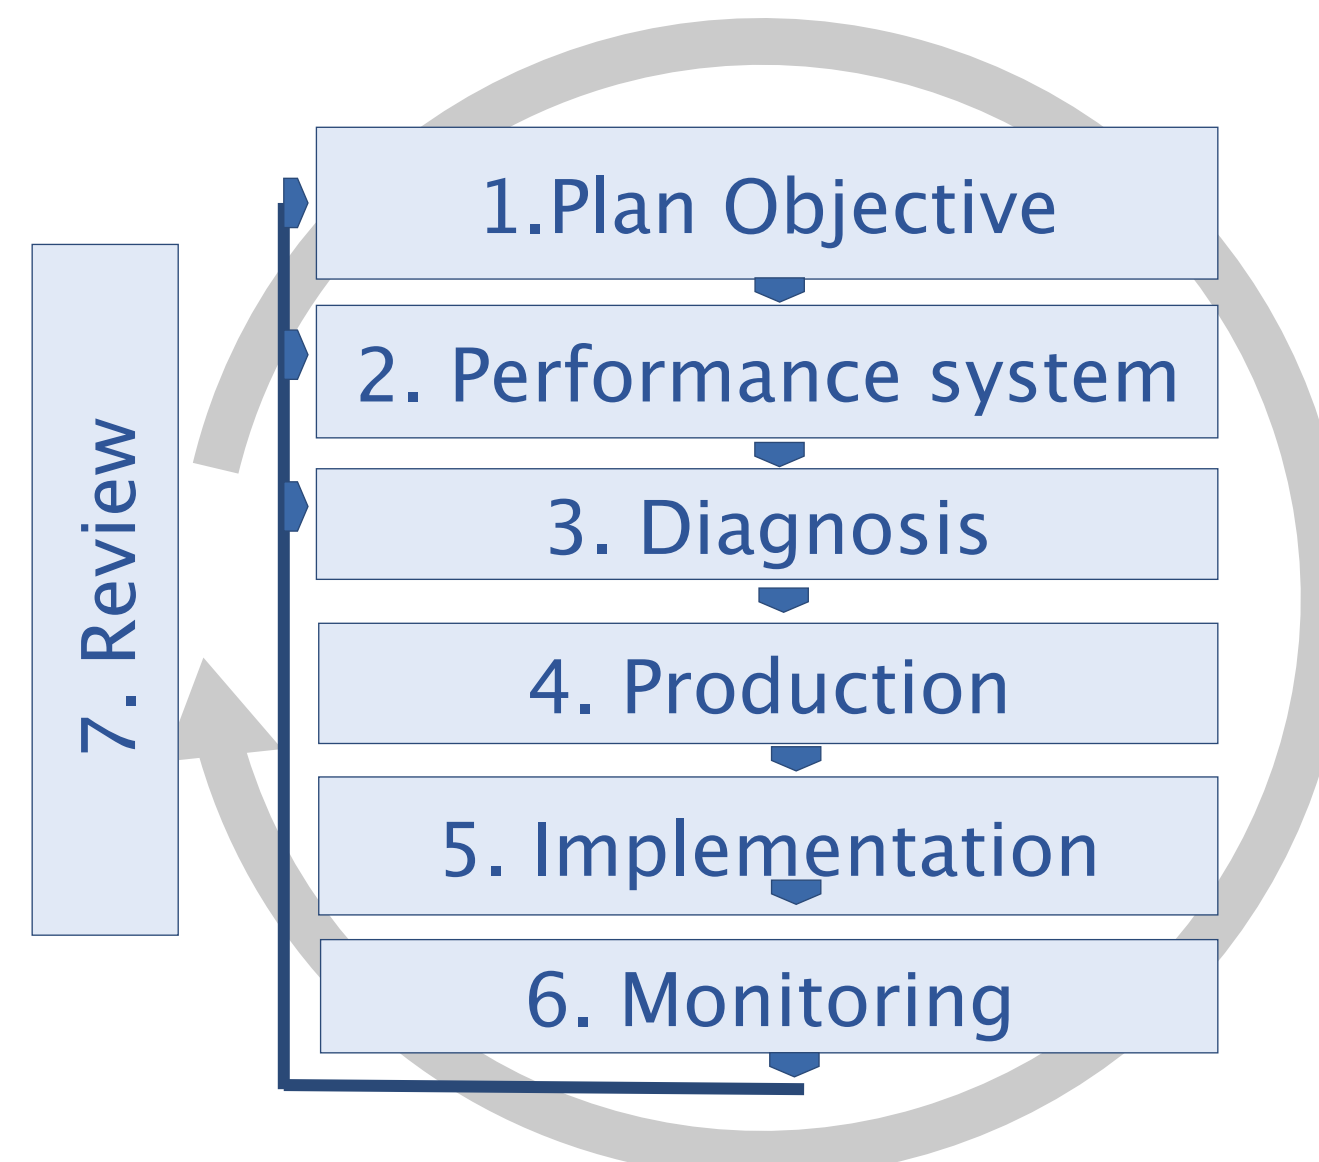 1.Plan Objective
2. Performance system
3. Diagnosis
4. Production
5. Implementation
6. Monitoring
7. Review